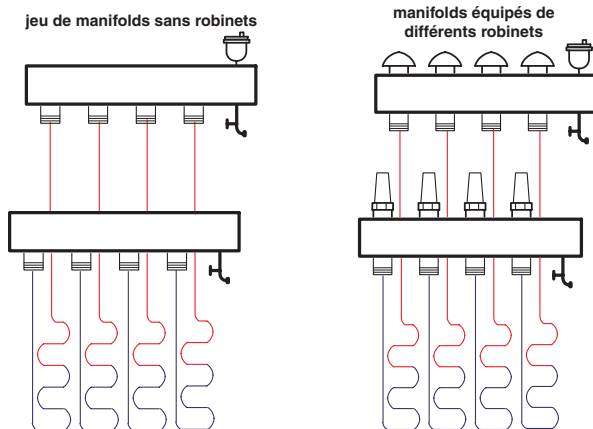 jeu de manifolds sans robinets
manifolds équipés de
différents robinets